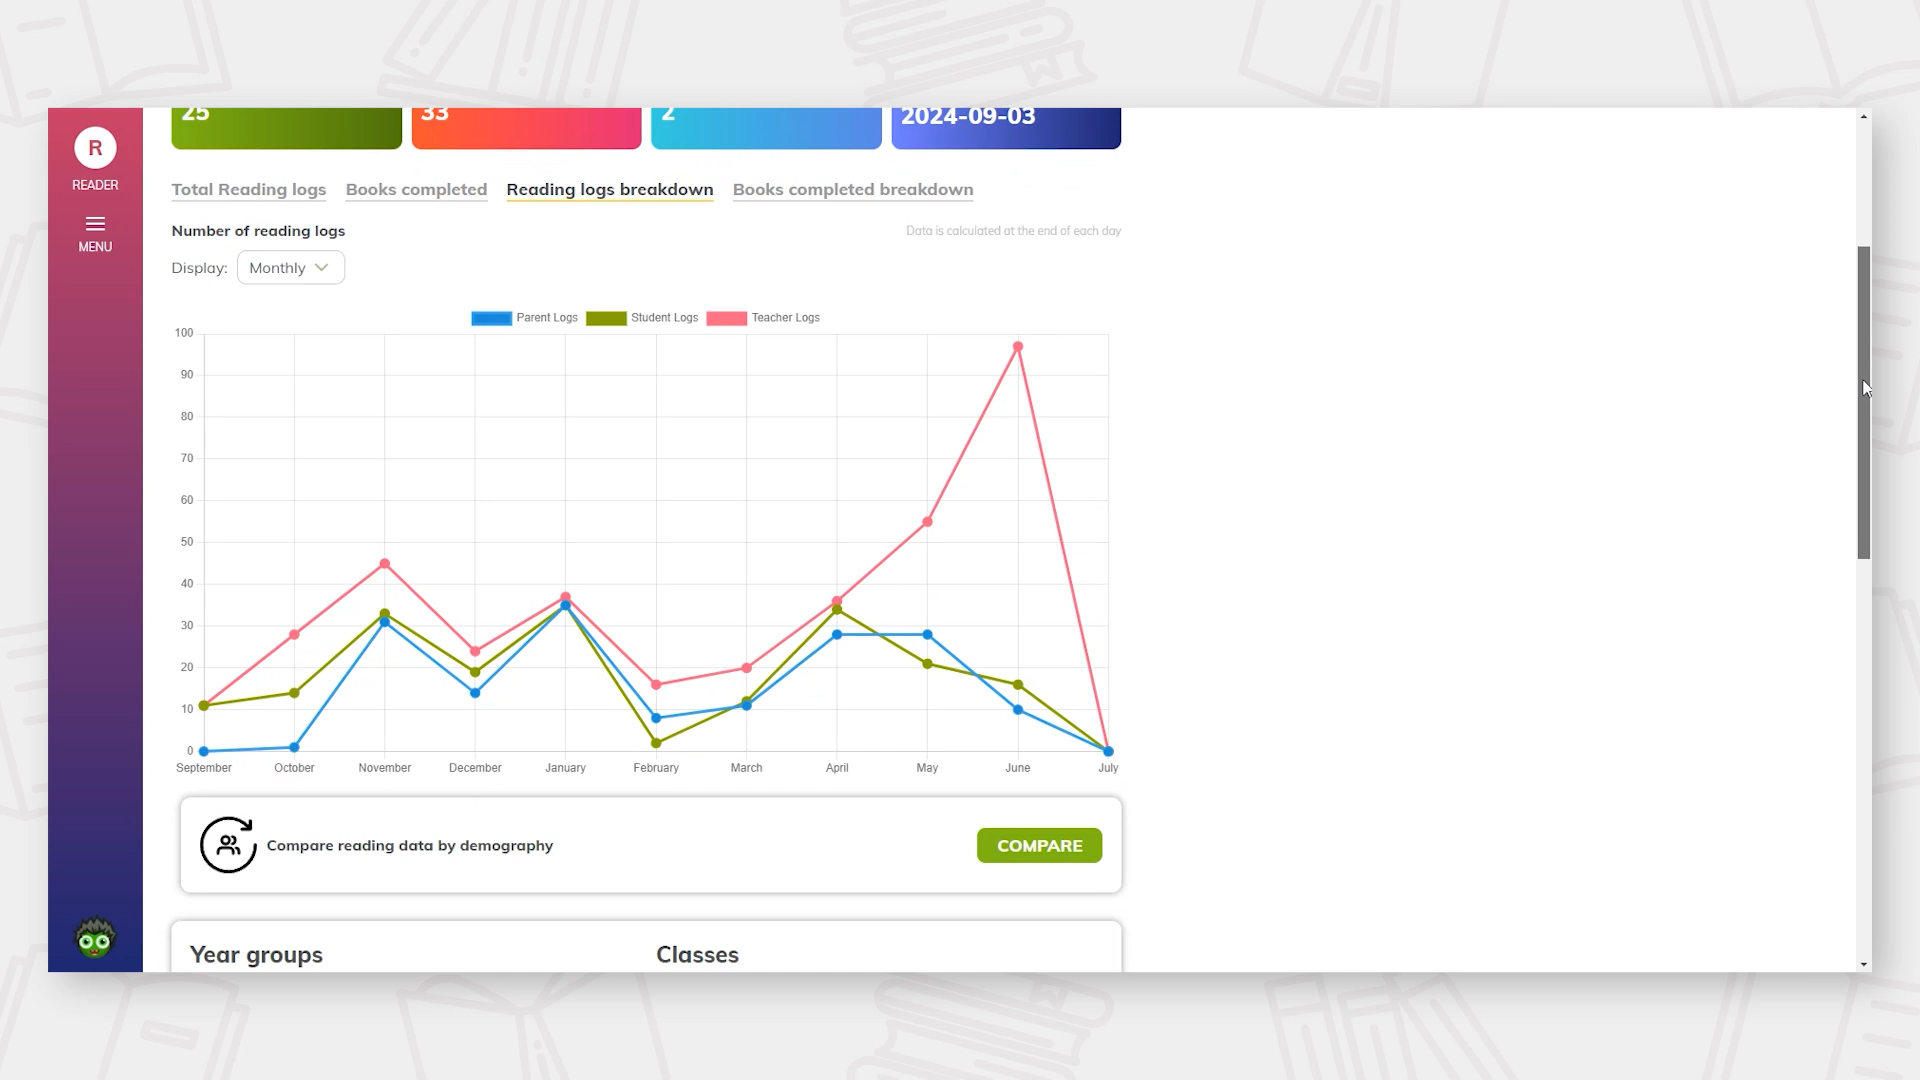 25
33
2
2024-09-03
R
READER
MENU
Total Reading logs
Books completed
Reading logs breakdown
Books completed breakdown
Number of reading logs
Data is calculated at the end of each day
Display:
Monthly
Parent Logs
Student Logs
Teacher Logs
100
90
80
70
60
50
40
30
20
10
0
September
October
November
December
January
February
March
April
May
June
July
Compare reading data by demography
COMPARE
Year groups
Classes